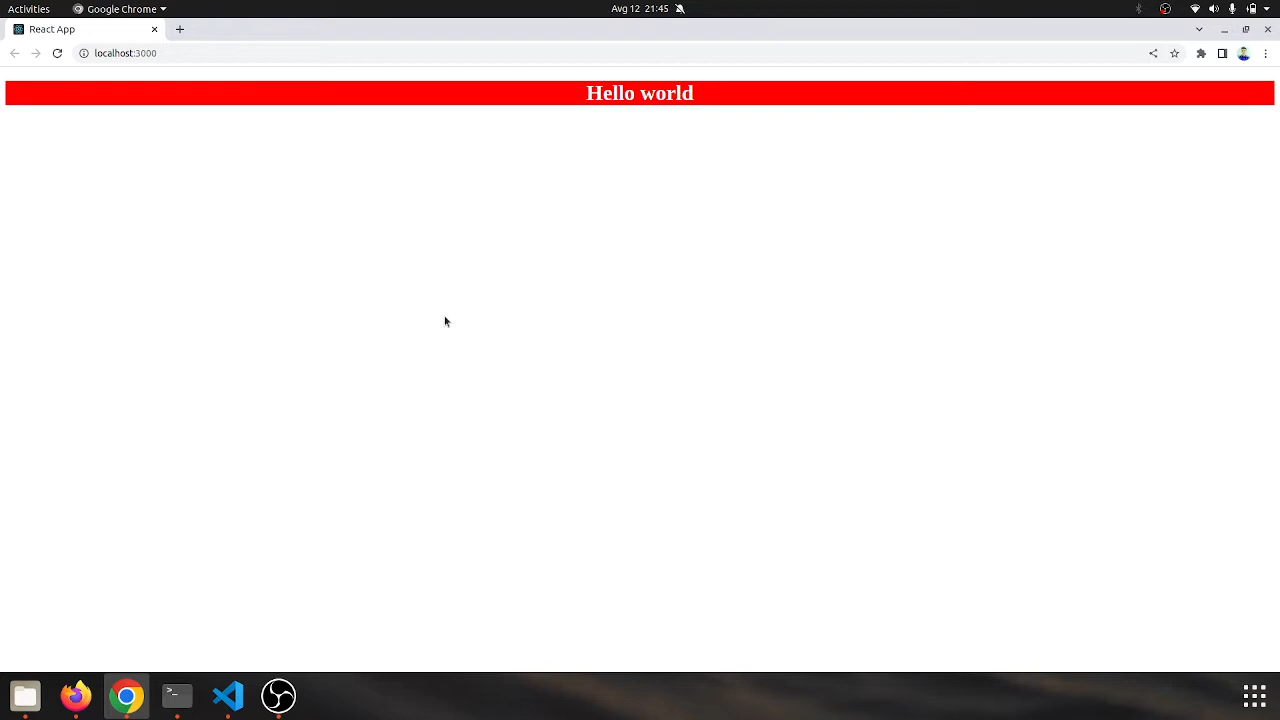 Activities
Google Chrome
Avg 12 21:45
React App
localhost:3000
Hello world